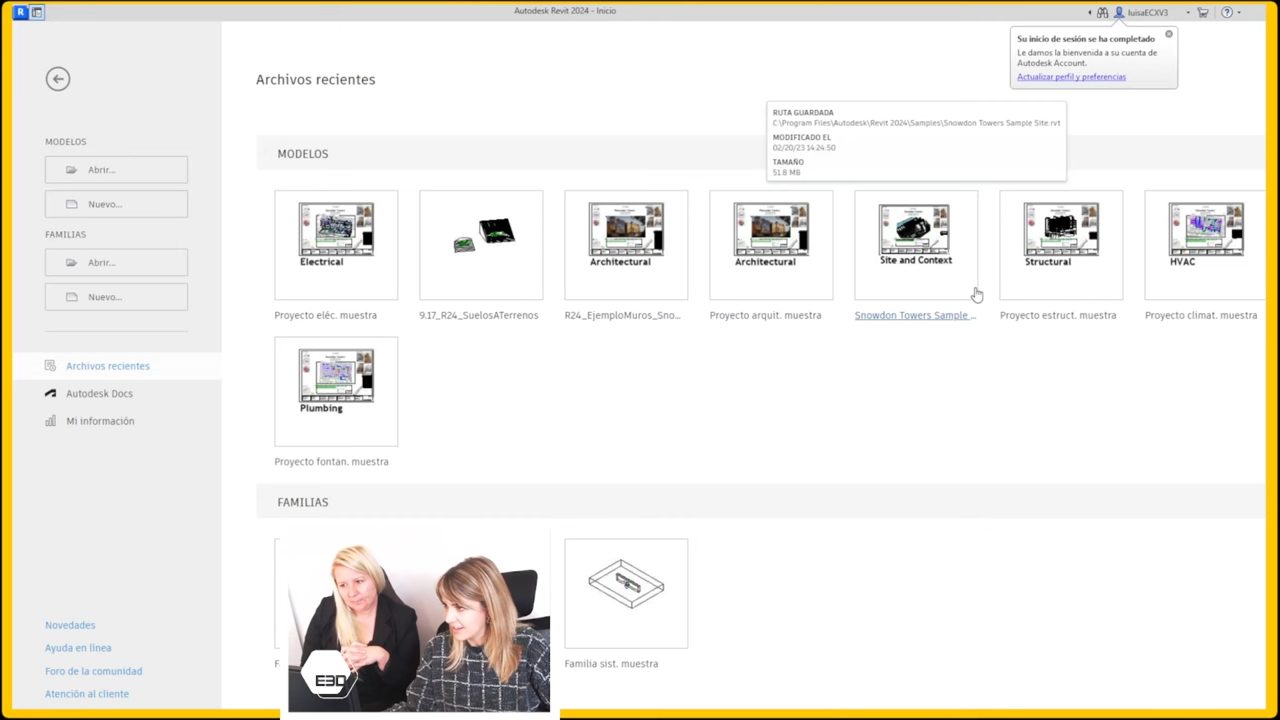 R
Autodesk Revit 2024 - Inicio
luisaECXV3
Su inicio de sesión se ha completado
Le damos la bienvenida a su cuenta de
Autodesk Account.
Actualizar perfil y preferencias
Archivos recientes
RUTA GUARDADA
C:\Program Files\Autodesk\Revit 2024\Samples\Snowdon Towers Sample Site rvt
MODIFICADO EL
02/20/23 14:24:50
TAMAÑO
51.8 MB
MODELOS
Abrir...
Nuevo...
FAMILIAS
Abrir...
Nuevo...
Archivos recientes
Autodesk Docs
Mi información
Novedades
Ayuda en línea
Foro de la comunidad
Atención al cliente
MODELOS
Electrical
Architectural
Architectural
Site and Context
Structural
HVAC
Proyecto eléc. muestra
9.17_R24_SuelosATerrenos
R24_EjemploMuros_Sno...
Proyecto arquit. muestra
Snowdon Towers Sample ...
Proyecto estruct. muestra
Proyecto climat. muestra
Plumbing
Proyecto fontan. muestra
FAMILIAS
F
Familia sist. muestra
E3D